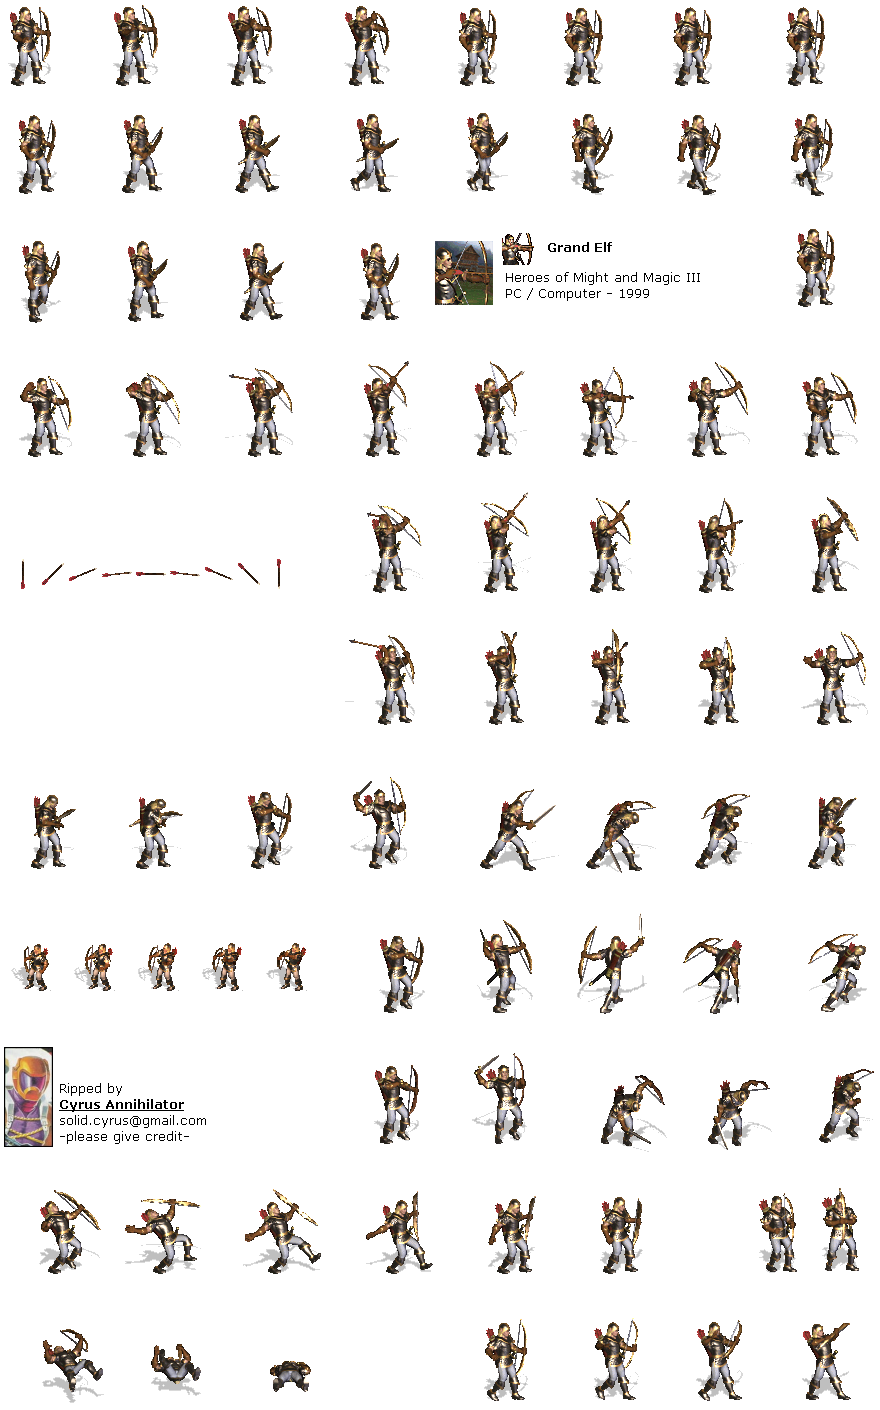 Grand Elf
Heroes of Might and Magic III
PC / Computer - 1999
Ripped by
Cyrus Annihilator
solid.cyrus@gmail.com
-please give credit-